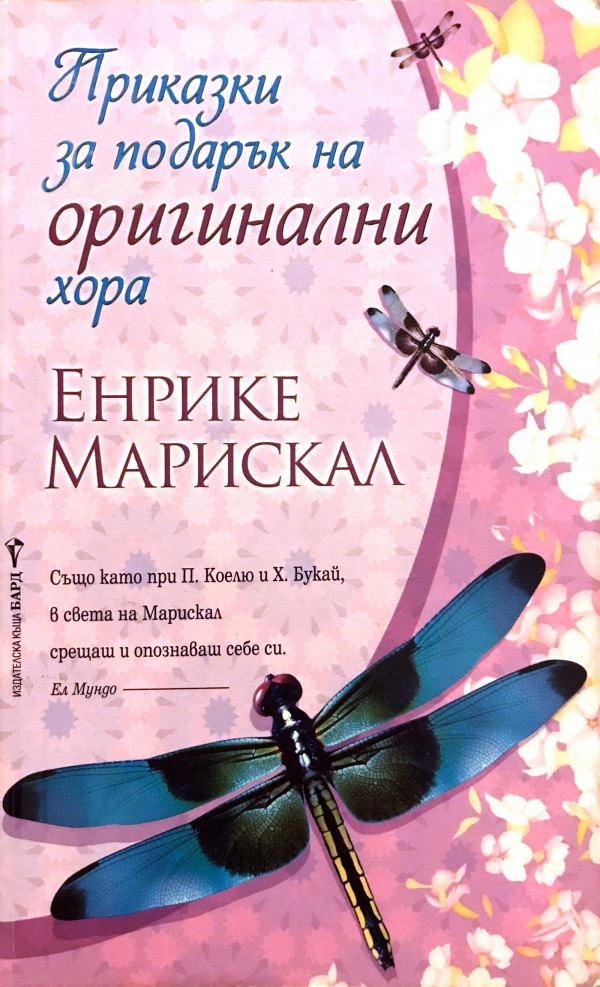 Приказки
за подарък на
оригинални
хора
ЕНРИКЕ
МАРИСКАЛ
Също като при П. Коелю и Х. Букай,
в света на Марискал
срещаш и опознаваш себе си.
Ел Мундо
ИЗДАТЕЛСКА КЪЩА БАРД